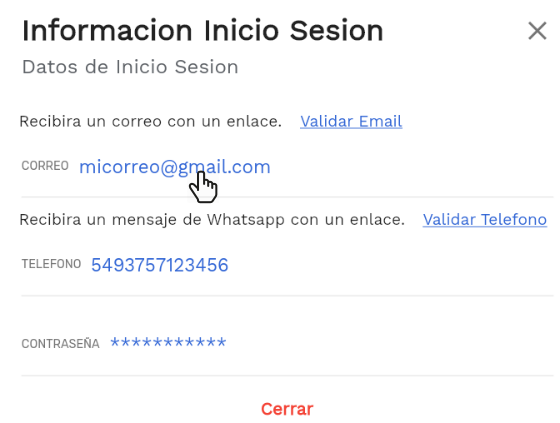 Informacion Inicio Sesion
Datos de Inicio Sesion
Recibira un correo con un enlace. Validar Email
CORREO micorreo@gmail.com
Recibira un mensaje de Whatsapp con un enlace. Validar Telefono
TELEFONO 5493757123456
CONTRASEÑA ***********
Cerrar